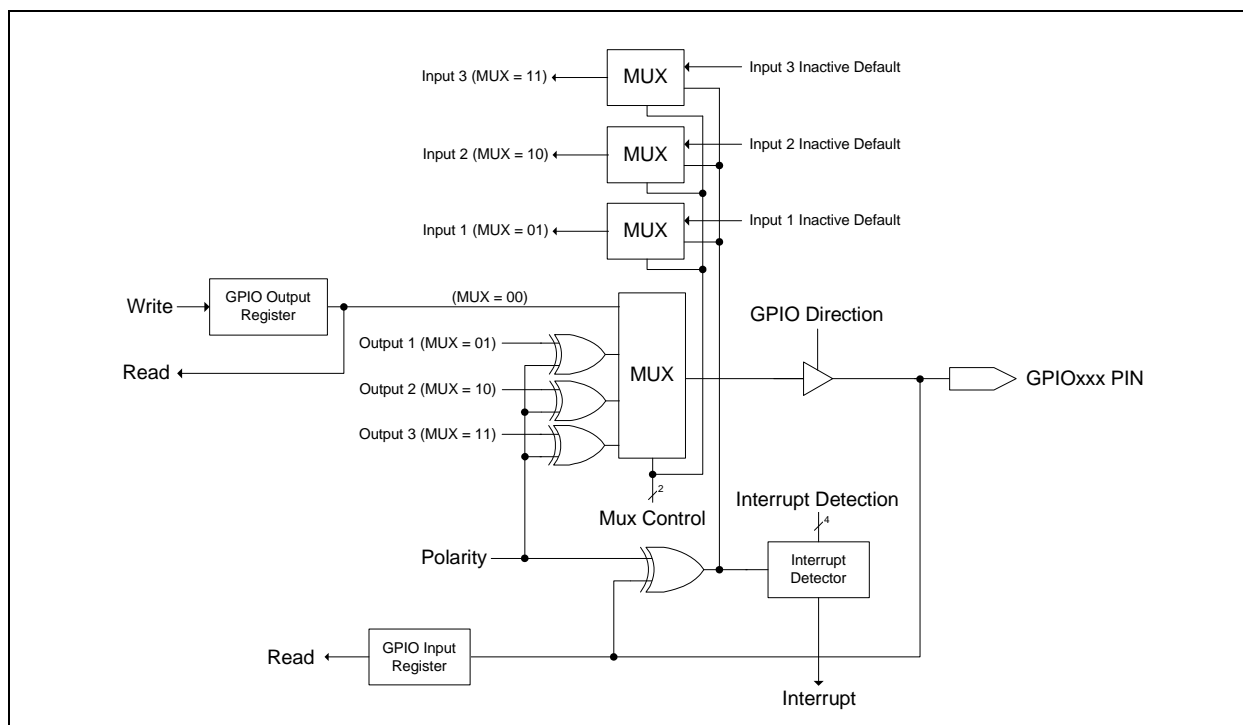 MUX
Input 3 Inactive Default
Input 3 (MUX = 11)
MUX
Input 2 Inactive Default
Input 2 (MUX = 10)
MUX
Input 1 Inactive Default
Input 1 (MUX = 01)
Write
GPIO Output
Register
(MUX = 00)
GPIO Direction
Read
Output 1 (MUX = 01)
MUX
GPIOxxx PIN
Output 2 (MUX = 10)
Output 3 (MUX = 11)
2
Mux Control
Interrupt Detection
4
Polarity
Interrupt
Detector
Read
GPIO Input
Register
Interrupt